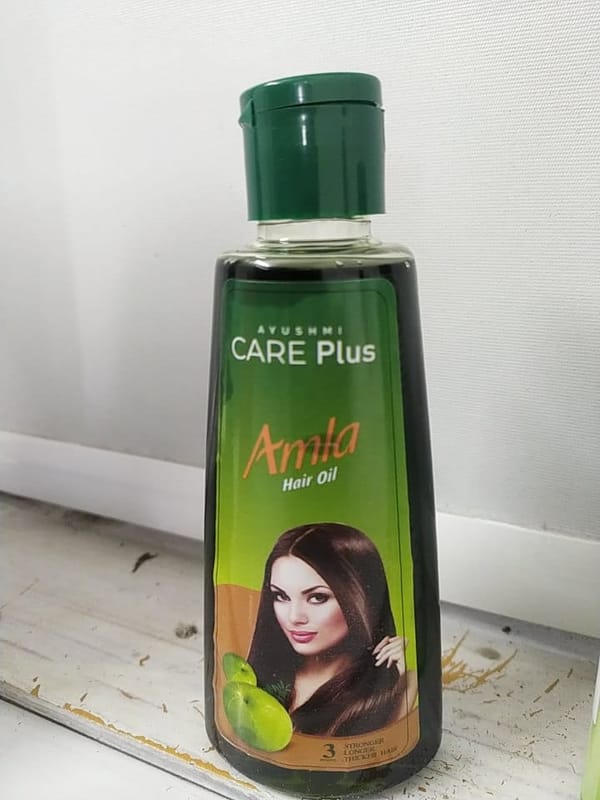 AYUSHMI
CARE Plus
Amla
Hair Oil
3
STRONGER
LONGER
THICKER HAIR